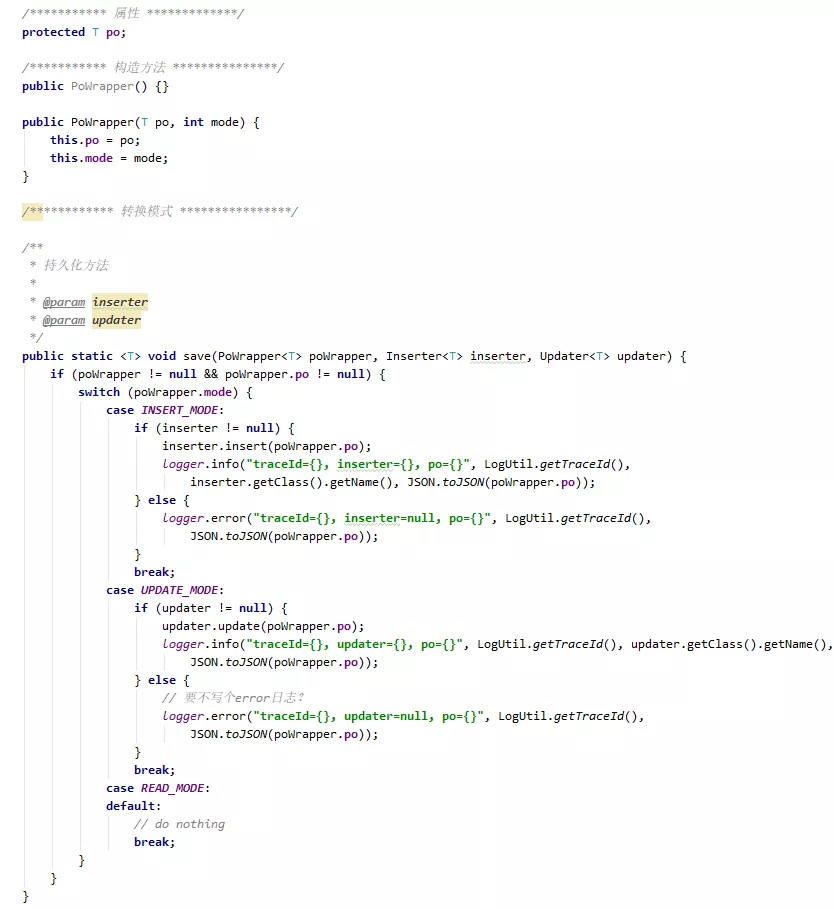 /*********** 属性 *************/
protected T po;
/*********** 构造方法 ***************/
public PoWrapper() {}
public PoWrapper(T po, int mode) {
this.po = po;
this.mode = mode;
}
/************ 转换模式 ****************/
/**
* 持久化方法
*
* @param inserter
* @param updater
*/
public static <T> void save(PoWrapper<T> poWrapper, Inserter<T> inserter, Updater<T> updater) {
if (poWrapper != null && poWrapper.po != null) {
switch (poWrapper.mode) {
case INSERT_MODE:
if (inserter != null) {
inserter.insert(poWrapper.po);
logger.info("traceId={}, inserter={}, po={}", LogUtil.getTraceId(),
inserter.getClass().getName(), JSON.toJSON(poWrapper.po));
} else {
logger.error("traceId={}, inserter=null, po={}", LogUtil.getTraceId(),
JSON.toJSON(poWrapper.po));
}
break;
case UPDATE_MODE:
if (updater != null) {
updater.update(poWrapper.po);
logger.info("traceId={}, updater={}, po={}", LogUtil.getTraceId(), updater.getClass().getName(),
JSON.toJSON(poWrapper.po));
} else {
// 要不写个error日志?
logger.error("traceId={}, updater=null, po={}", LogUtil.getTraceId(),
JSON.toJSON(poWrapper.po));
}
break;
case READ_MODE:
default:
// do nothing
break;
}
}
}